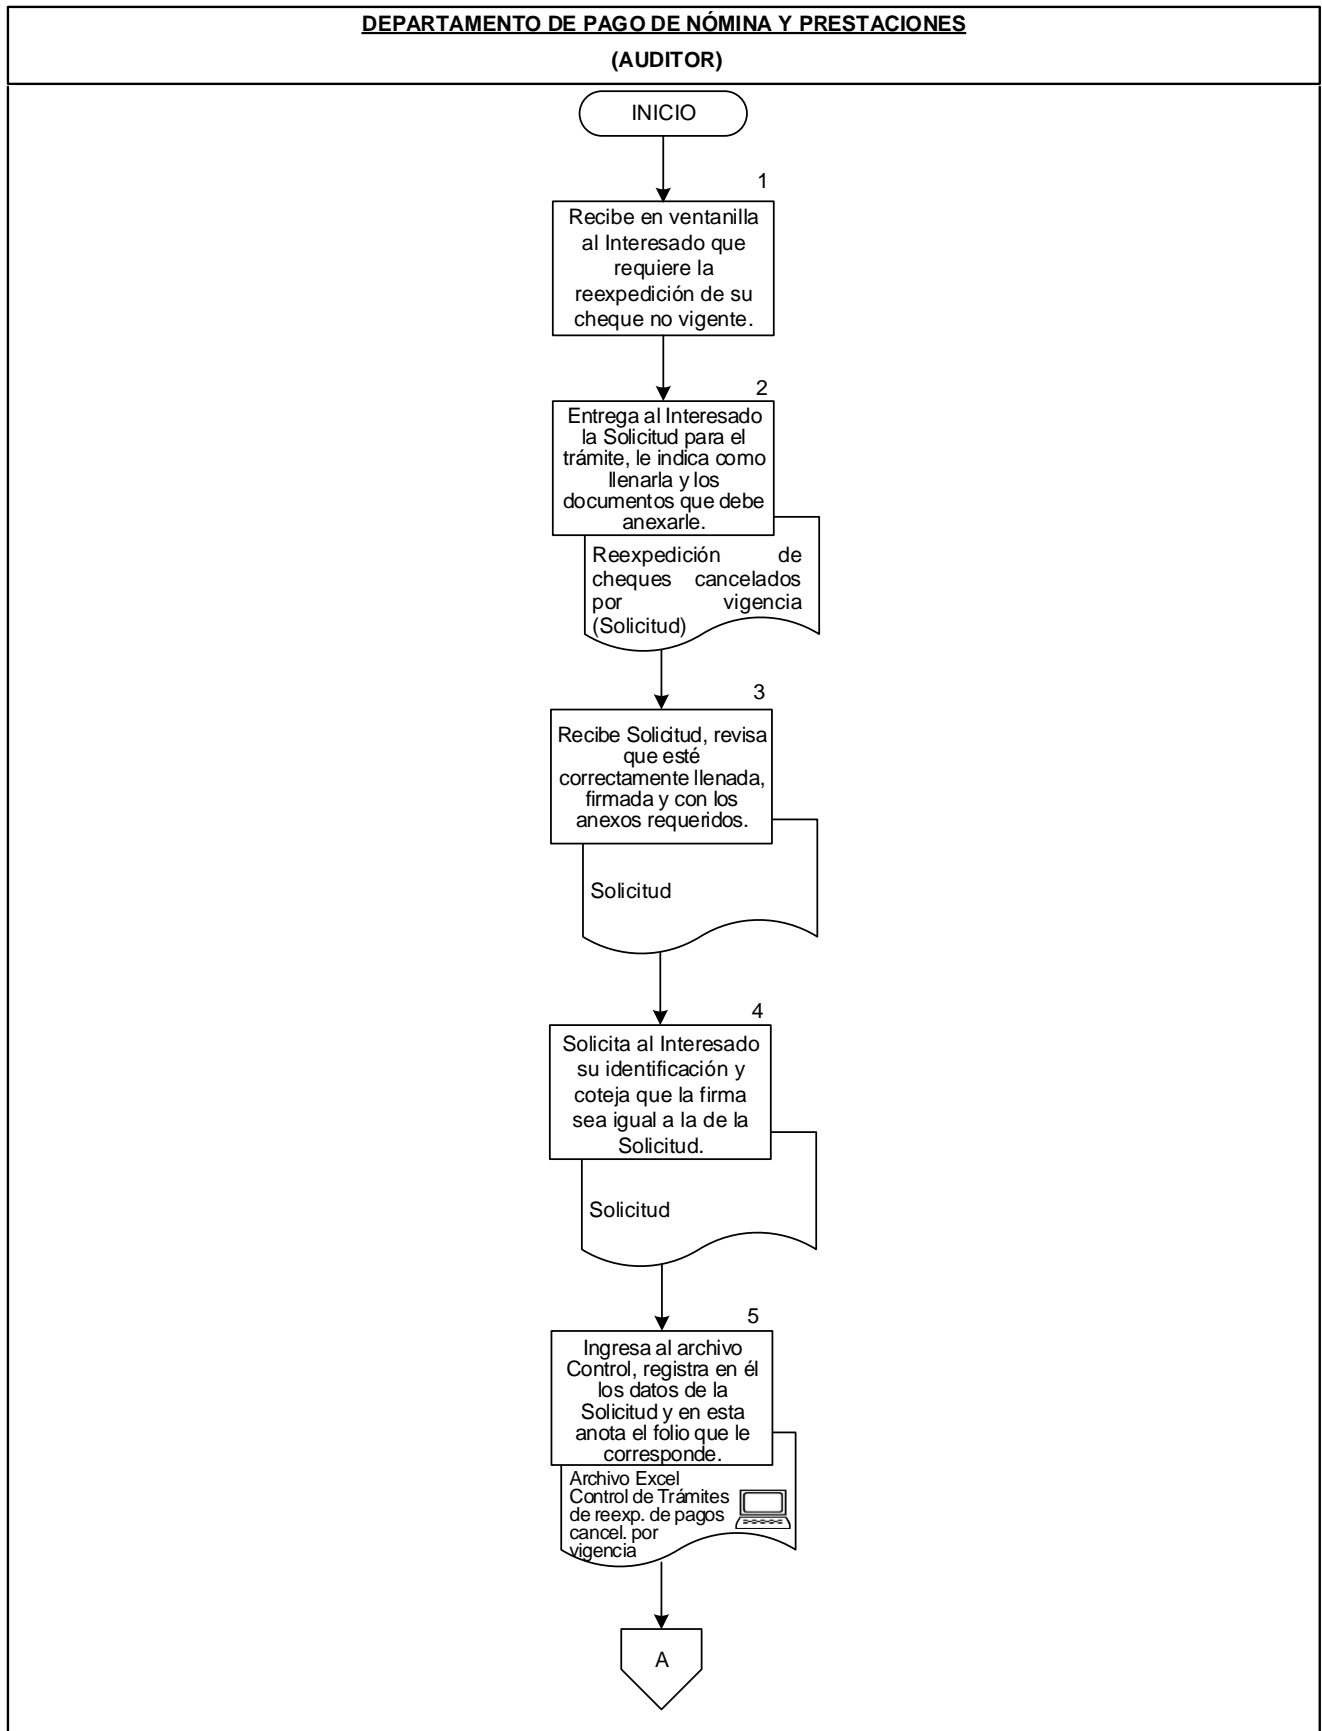 DEPARTAMENTO DE PAGO DE NÓMINA Y PRESTACIONES
(AUDITOR)
INICIO
1
Recibe en ventanilla
al Interesado que
requiere la
reexpedición de su
cheque no vigente.
2
Entrega al Interesado
la Solicitud para el
trámite, le indica como
llenarla y los
documentos que debe
anexarle.
Reexpedición de
cheques cancelados
por vigencia
(Solicitud)
3
Recibe Solicitud, revisa
que esté
correctamente llenada,
firmada y con los
anexos requeridos.
Solicitud
4
Solicita al Interesado
su identificación y
coteja que la firma
sea igual a la de la
Solicitud.
Solicitud
5
Ingresa al archivo
Control, registra en él
los datos de la
Solicitud y en esta
anota el folio que le
corresponde.
Archivo Excel
Control de Trámites
de reexp. de pagos
cancel. por
vigencia
A